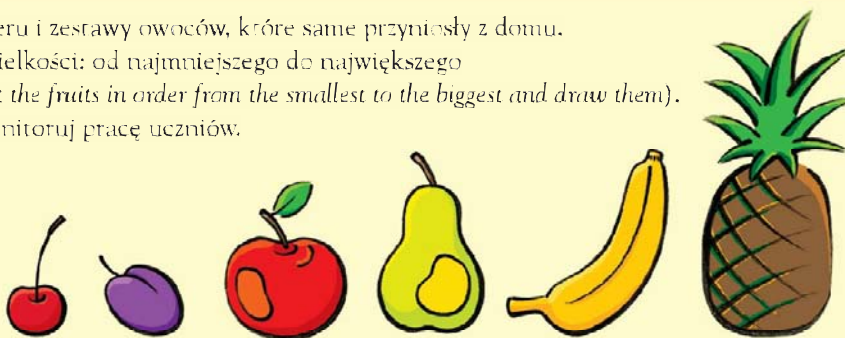 eru i zestawy owoców, które same przyniosły z domu.
ielkości: od najmniejszego do największego
the fruits in order from the smallest to the biggest and draw them).
nitoruj pracę uczniów.